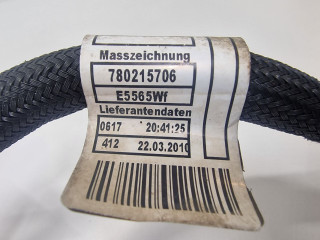 Masszeichnung
780215706
E5565Wf
Lieferantendaten
0617 20:41:25
412 22.03.2010